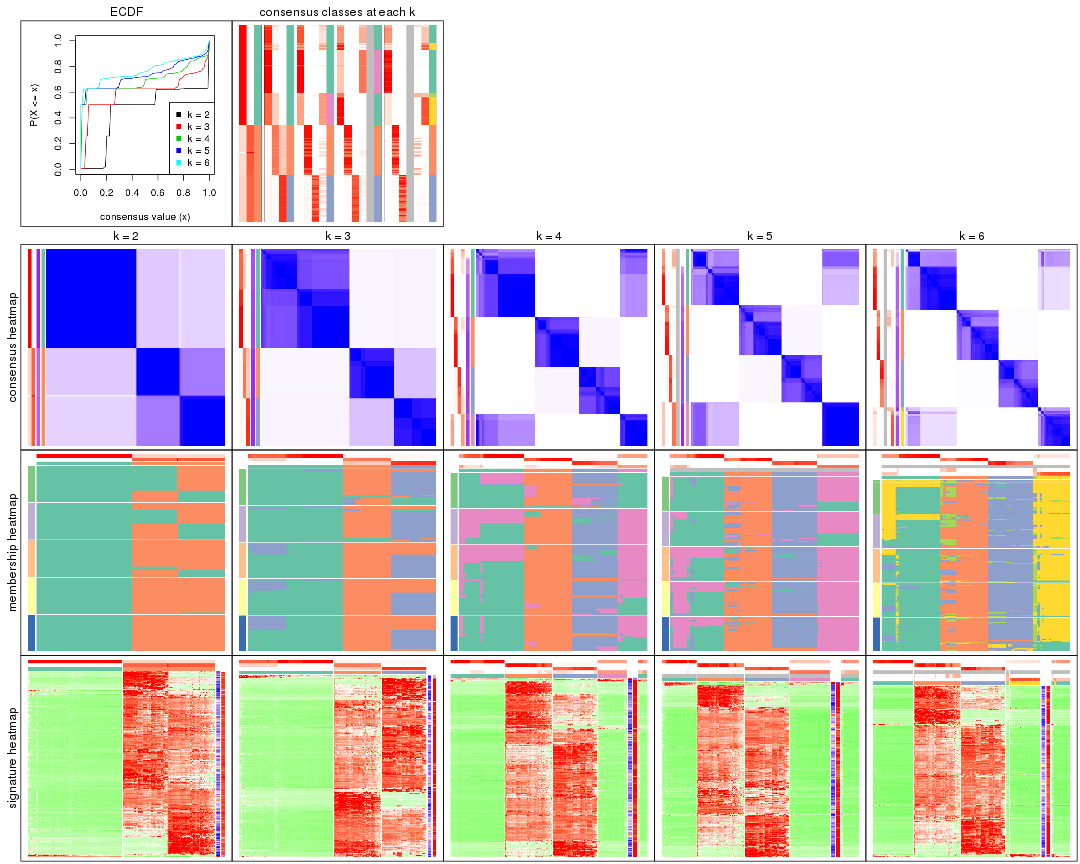 ECDF
consensus classes at each k
P(X <= x)
0.0 0.2 0.4 0.6 0.8 1.0
k = 2
k = 3
k = 4
k = 5
k = 6
0.0 0.2 0.4 0.6 0.8 1.0
consensus value (x)
k = 2
k = 3
k = 4
k = 5
k = 6
consensus heatmap
membership heatmap
signature heatmap